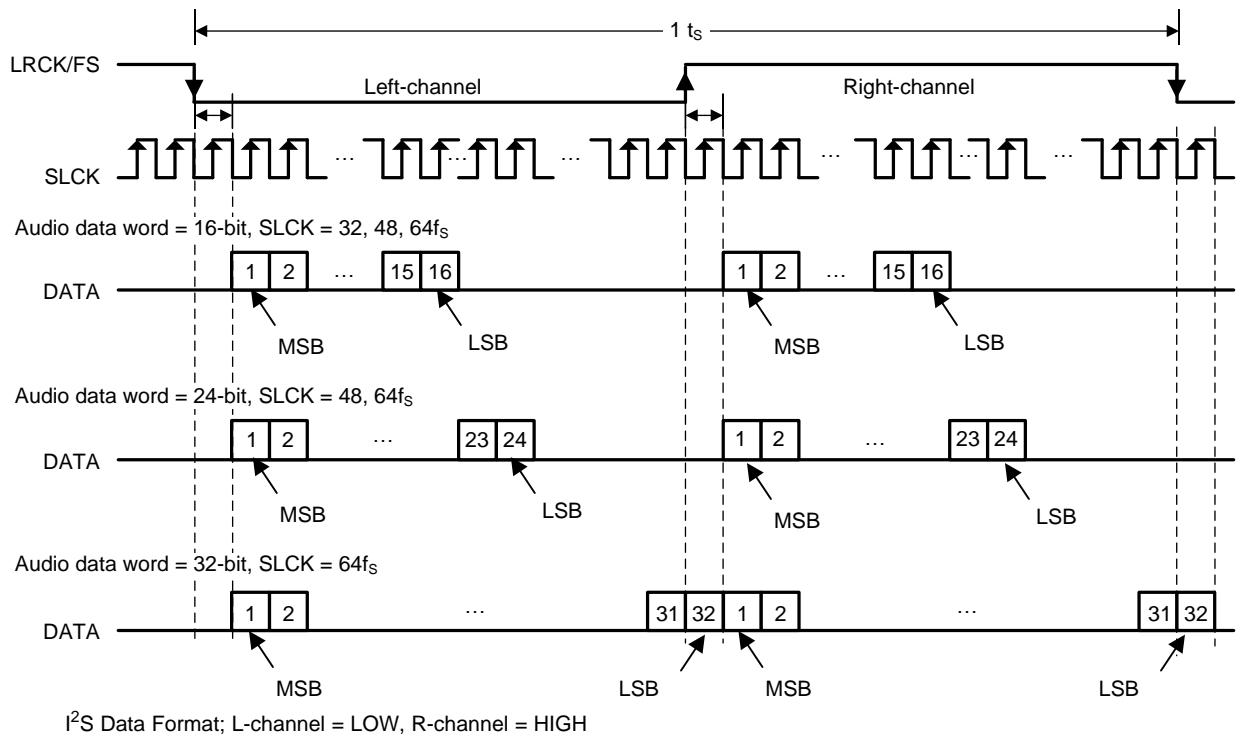 1 tS
LRCK/FS
Left-channel
Right-channel
... ... ... ... ... ...
SLCK
Audio data word = 16-bit, SLCK = 32, 48, 64fS
1 2 ... 15 16 1 2 ... 15 16
DATA
MSB LSB MSB LSB
Audio data word = 24-bit, SLCK = 48, 64fS
1 2 ... 23 24 1 2 ... 23 24
DATA
MSB LSB MSB LSB
Audio data word = 32-bit, SLCK = 64fS
1 2 ... 31 32 1 2 ... 31 32
DATA
MSB LSB MSB LSB
I2S Data Format; L-channel = LOW, R-channel = HIGH